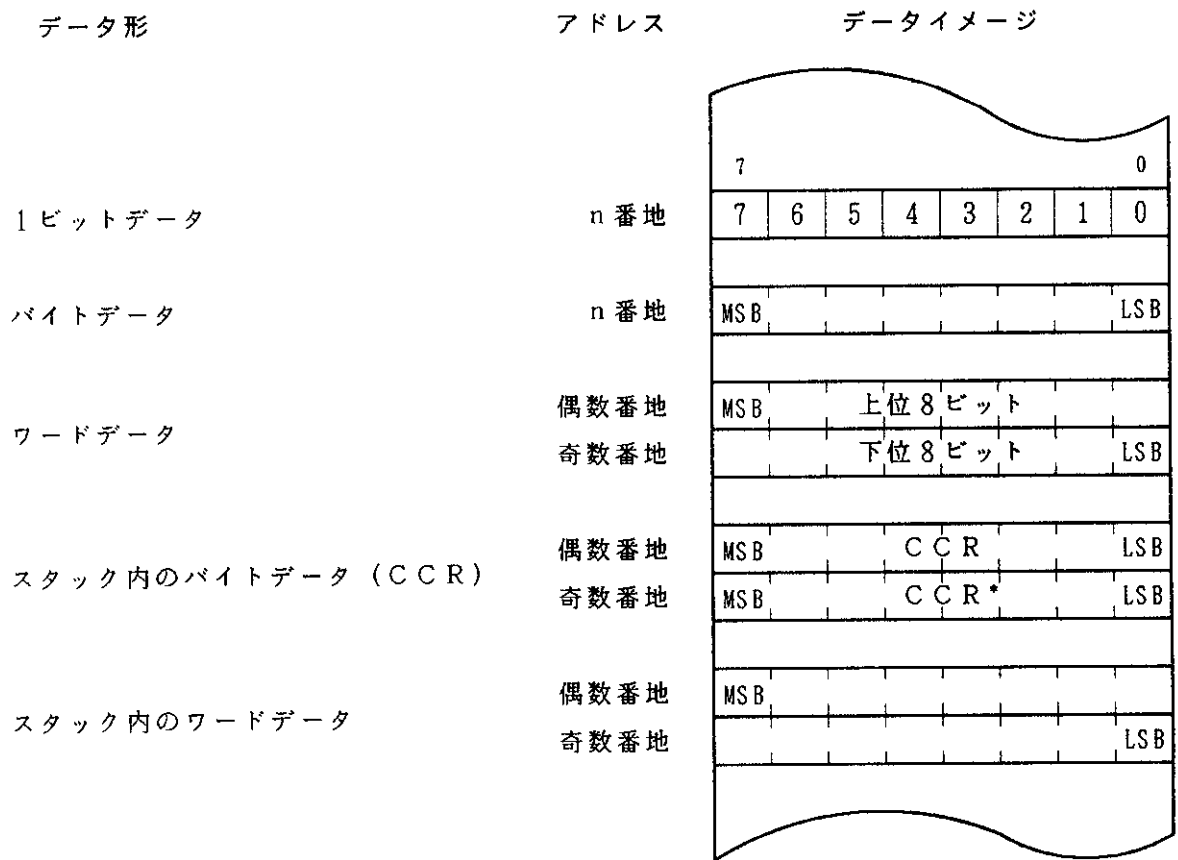 データ形 アドレス データイメージ
7 0
1ビットデータ n番地 7 6 5 4 3 2 1 0
バイトデータ n番地 MSB LSB
ワードデータ 偶数番地 MSB 上位8ビット
奇数番地 下位8ビット LSB
スタック内のバイトデータ(CCR) 偶数番地 MSB CCR LSB
奇数番地 MSB CCR* LSB
スタック内のワードデータ 偶数番地 MSB
奇数番地 LSB